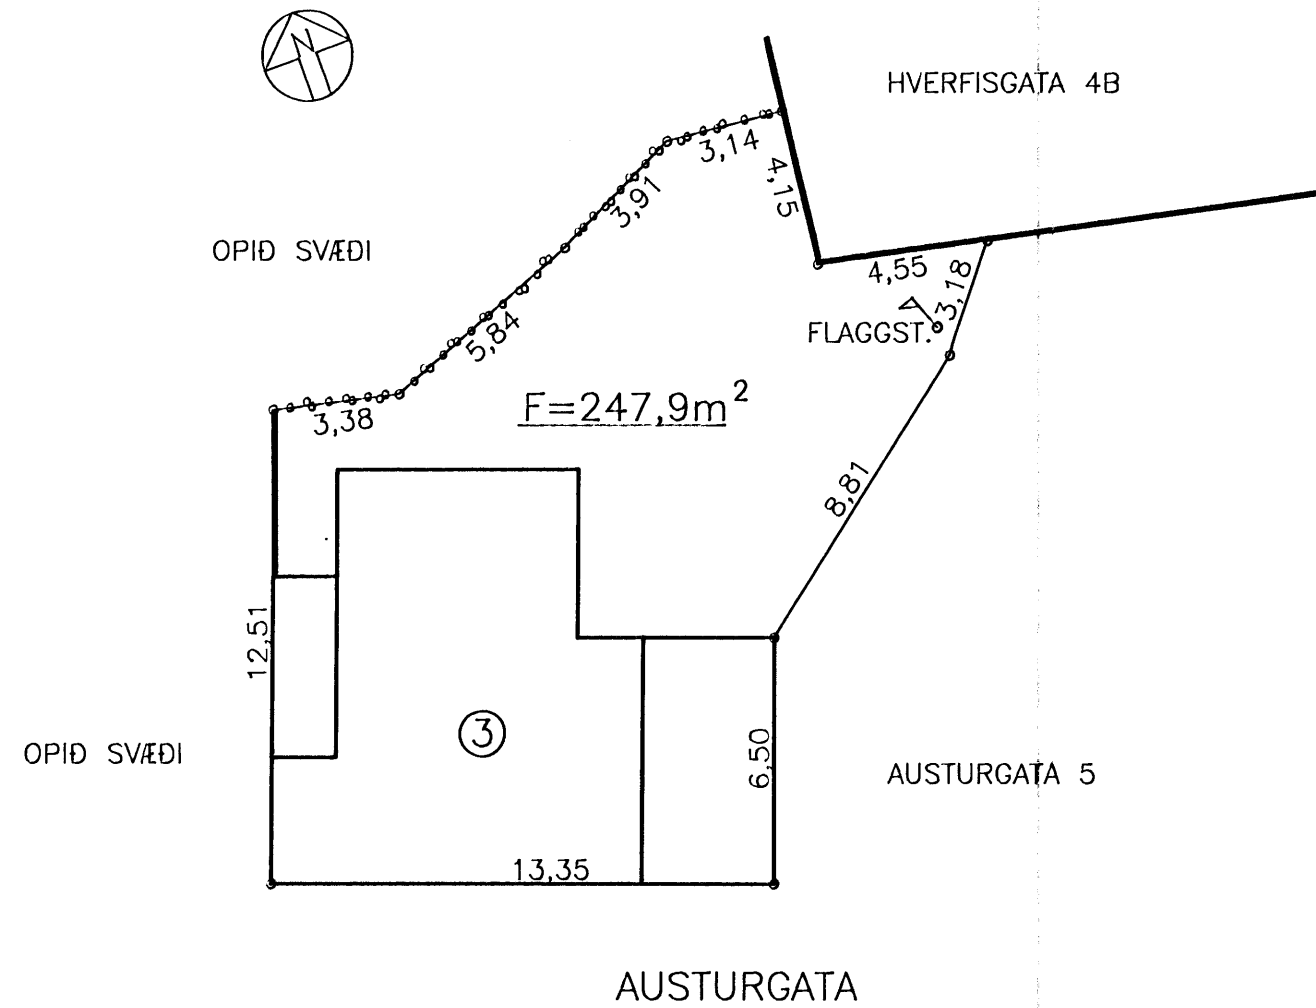 N
HVERFISGATA 4B
3,14
4,15
3,91
OPIÐ SVÆÐI
4,55
3,18
FLAGGST.
5,84
F=247,9m²
3,38
8,81
12,51
3
OPIÐ SVÆÐI
6,50
AUSTURGATA 5
13,35
AUSTURGATA